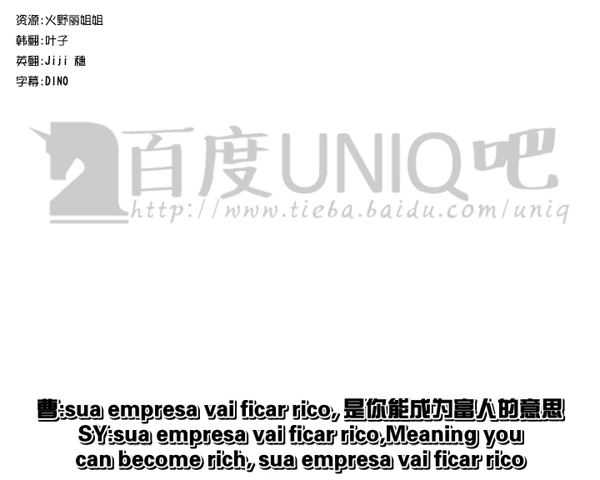 资源:火野丽姐姐
韩翻:叶子
英翻:Jiji 穗
字幕:DINO
百度UNIQ吧
http://www.tieba.baidu.com/uniq
曹:sua empresa vai ficar rico, 是你能成为富人的意思
SY:sua empresa vai ficar rico,Meaning you
can become rich, sua empresa vai ficar rico